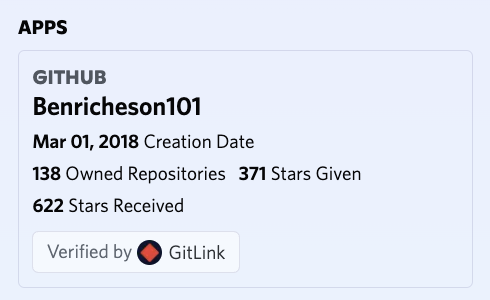 APPS
GITHUB
Benricheson101
Mar 01, 2018 Creation Date
138 Owned Repositories 371 Stars Given
622 Stars Received
Verified by GitLink